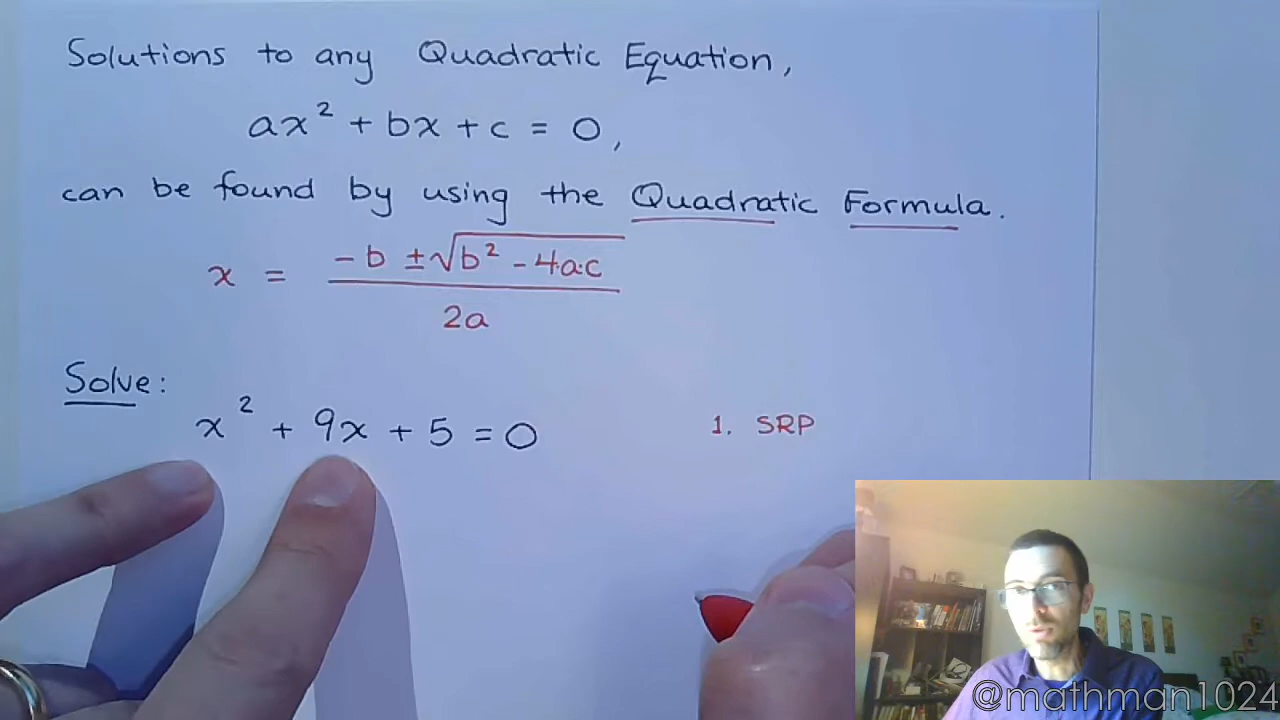 Solutions to any Quadratic Equation,
ax² + bx + c = 0,
can be found by using the Quadratic Formula.
x = (-b ± √(b² - 4·a·c)) / 2a
Solve:
x² + 9x + 5 = 0
1. SRP
@mathman1024